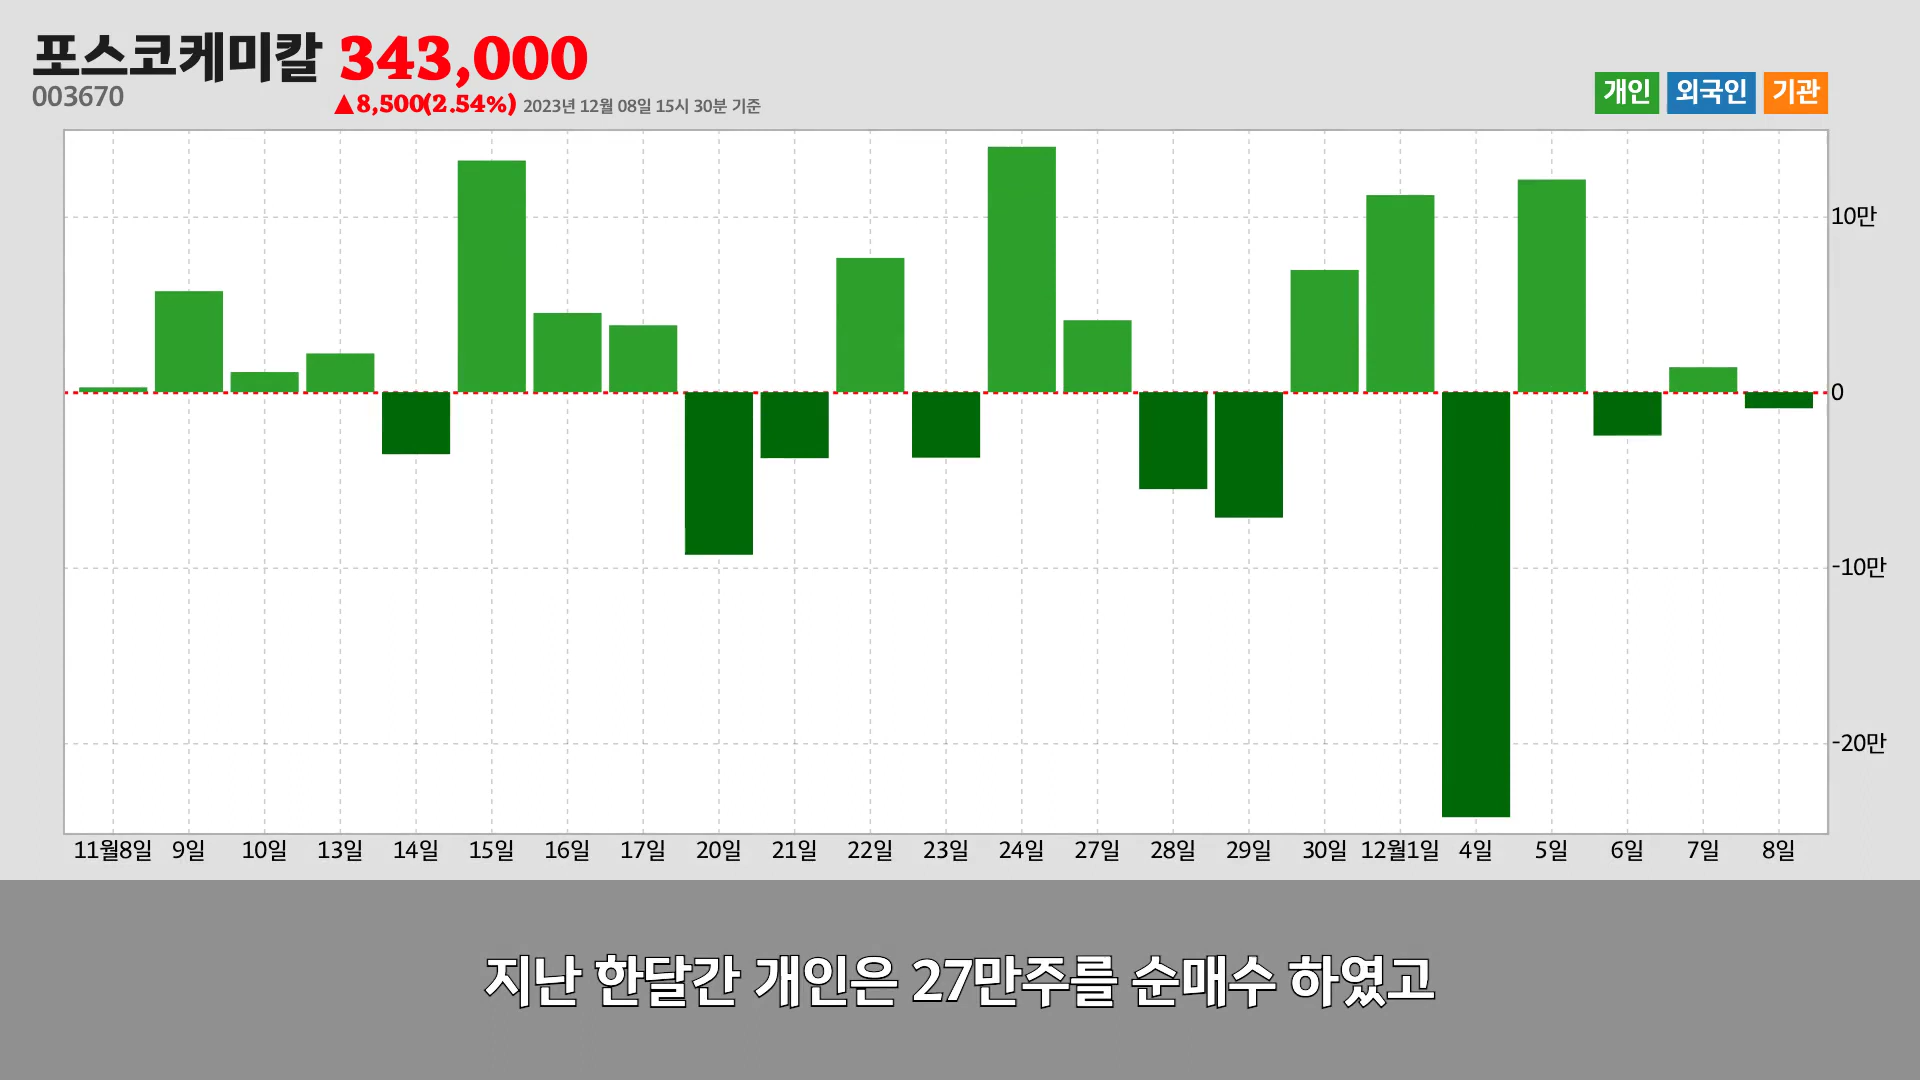 포스코케미칼 343,000
003670
▲8,500(2.54%) 2023년 12월 08일 15시 30분 기준
개인 외국인 기관
10만
0
-10만
-20만
11월8일 9일 10일 13일 14일 15일 16일 17일 20일 21일 22일 23일 24일 27일 28일 29일 30일 12월1일 4일 5일 6일 7일 8일
지난 한달간 개인은 27만주를 순매수 하였고